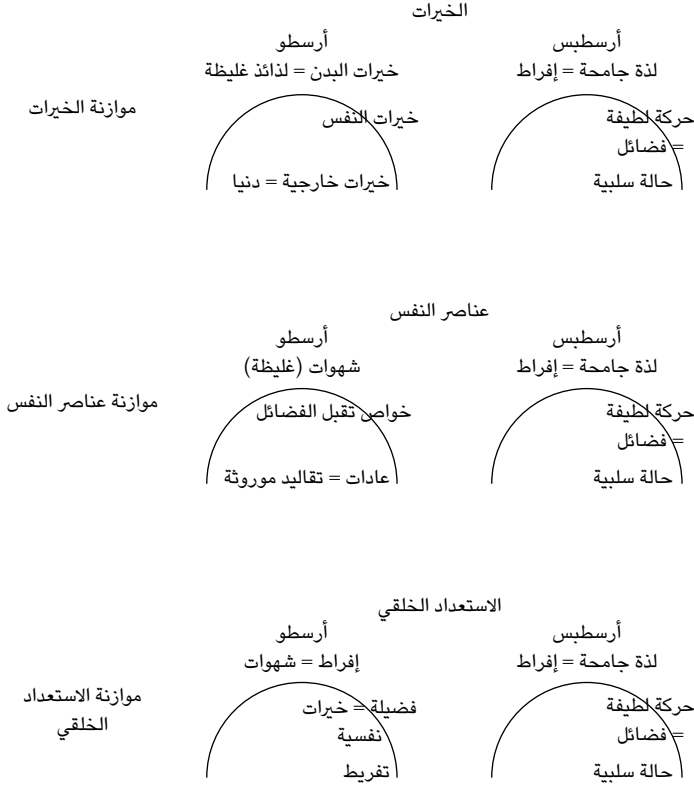 الخيرات
أرسطبس
أرسطو
لذة جامحة = إفراط
خيرات البدن = لذائذ غليظة
موازنة الخيرات
حركة لطيفة
= فضائل
خيرات النفس
حالة سلبية
خيرات خارجية = دنيا
عناصر النفس
أرسطبس
أرسطو
لذة جامحة = إفراط
شهوات (غليظة)
موازنة عناصر النفس
حركة لطيفة
= فضائل
خواص تقبل الفضائل
حالة سلبية
عادات = تقاليد موروثة
الاستعداد الخلقي
أرسطبس
أرسطو
لذة جامحة = إفراط
إفراط = شهوات
موازنة الاستعداد
الخلقي
حركة لطيفة
= فضائل
فضيلة = خيرات
نفسية
حالة سلبية
تفريط